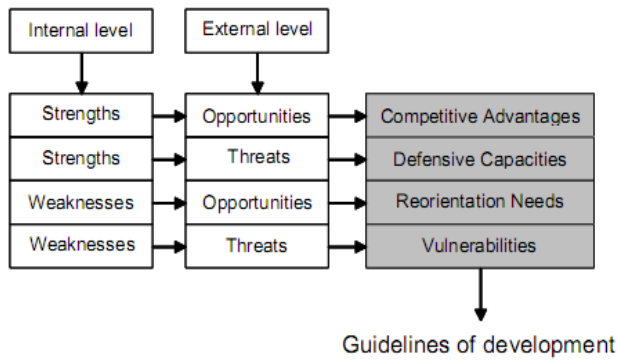 Internal level
External level
Strengths
Opportunities
Competitive Advantages
Strengths
Threats
Defensive Capacities
Weaknesses
Opportunities
Reorientation Needs
Weaknesses
Threats
Vulnerabilities
Guidelines of development